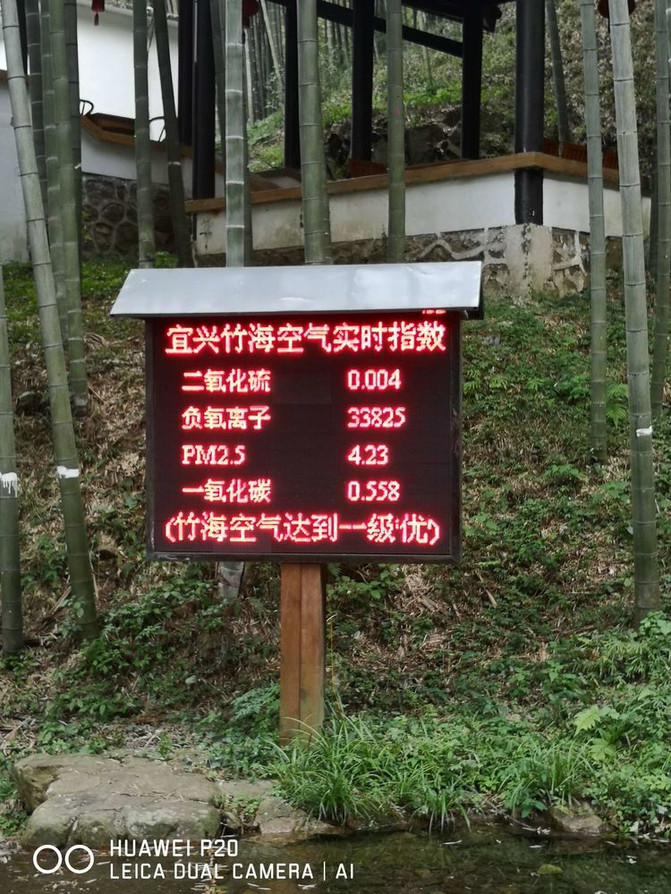 宜兴竹海空气实时指数
二氧化硫 0.004
负氧离子 33825
PM2.5 4.23
一氧化碳 0.558
(竹海空气达到一级优)
HUAWEI P20
LEICA DUAL CAMERA | AI